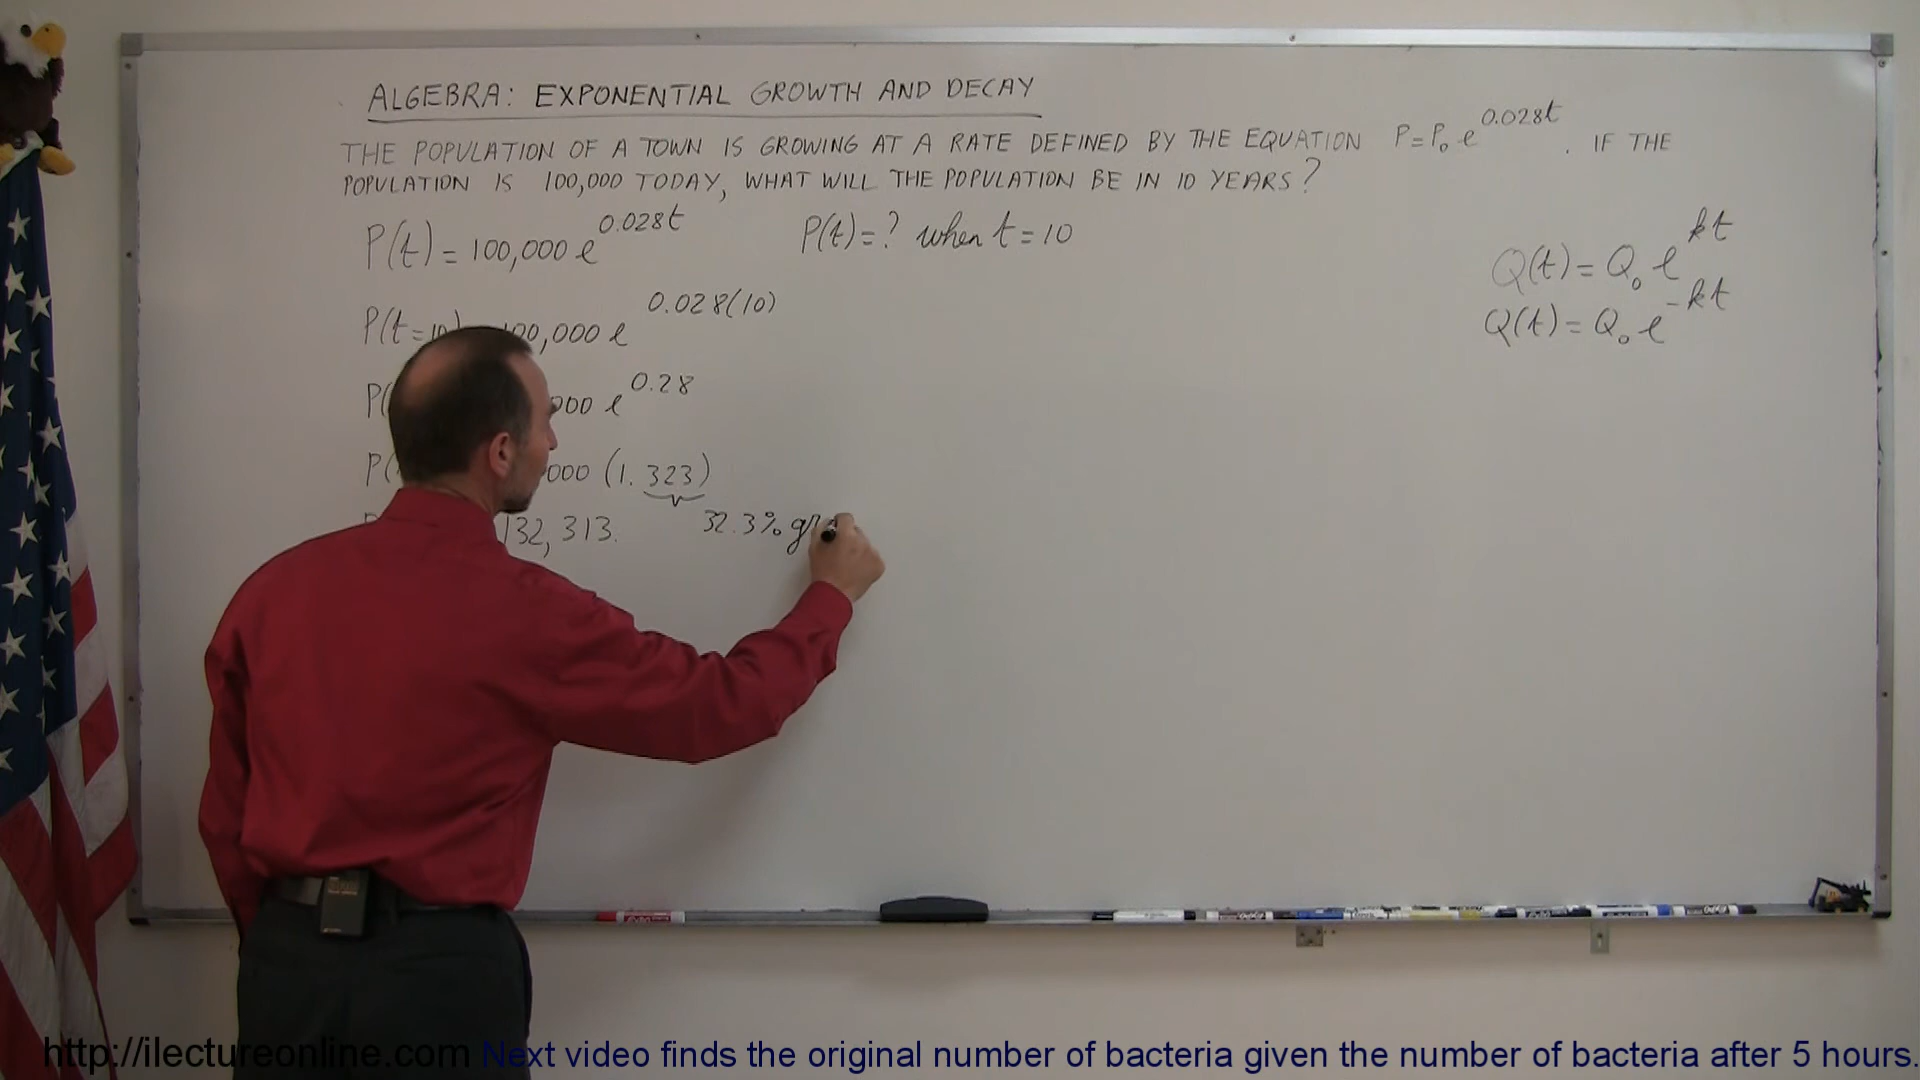 ALGEBRA: EXPONENTIAL GROWTH AND DECAY
THE POPULATION OF A TOWN IS GROWING AT A RATE DEFINED BY THE EQUATION P=P₀ e^0.028t . IF THE
POPULATION IS 100,000 TODAY, WHAT WILL THE POPULATION BE IN 10 YEARS?
P(t) = 100,000 e^0.028t
P(t)=? when t=10
Q(t) = Q₀ e^kt
Q(t) = Q₀ e^-kt
P(t=10) 100,000 e^0.028(10)
P( 000 e^0.28
P( 000 (1.323)
132,313.
32.3%
http://ilectureonline.com Next video finds the original number of bacteria given the number of bacteria after 5 hours.